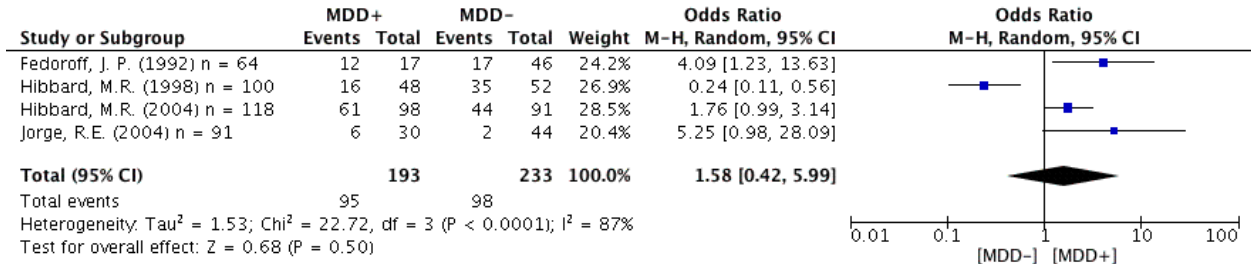 MDD+ MDD- Odds Ratio Odds Ratio
Study or Subgroup Events Total Events Total Weight M-H, Random, 95% CI M-H, Random, 95% CI
Fedoroff, J. P. (1992) n = 64 12 17 17 46 24.2% 4.09 [1.23, 13.63]
Hibbard, M.R. (1998) n = 100 16 48 35 52 26.9% 0.24 [0.11, 0.56]
Hibbard, M.R. (2004) n = 118 61 98 44 91 28.5% 1.76 [0.99, 3.14]
Jorge, R.E. (2004) n = 91 6 30 2 44 20.4% 5.25 [0.98, 28.09]
Total (95% CI) 193 233 100.0% 1.58 [0.42, 5.99]
Total events 95 98
Heterogeneity: Tau² = 1.53; Chi² = 22.72, df = 3 (P < 0.0001); I² = 87%
Test for overall effect: Z = 0.68 (P = 0.50)
0.01 0.1 1 10 100
[MDD-] [MDD+]